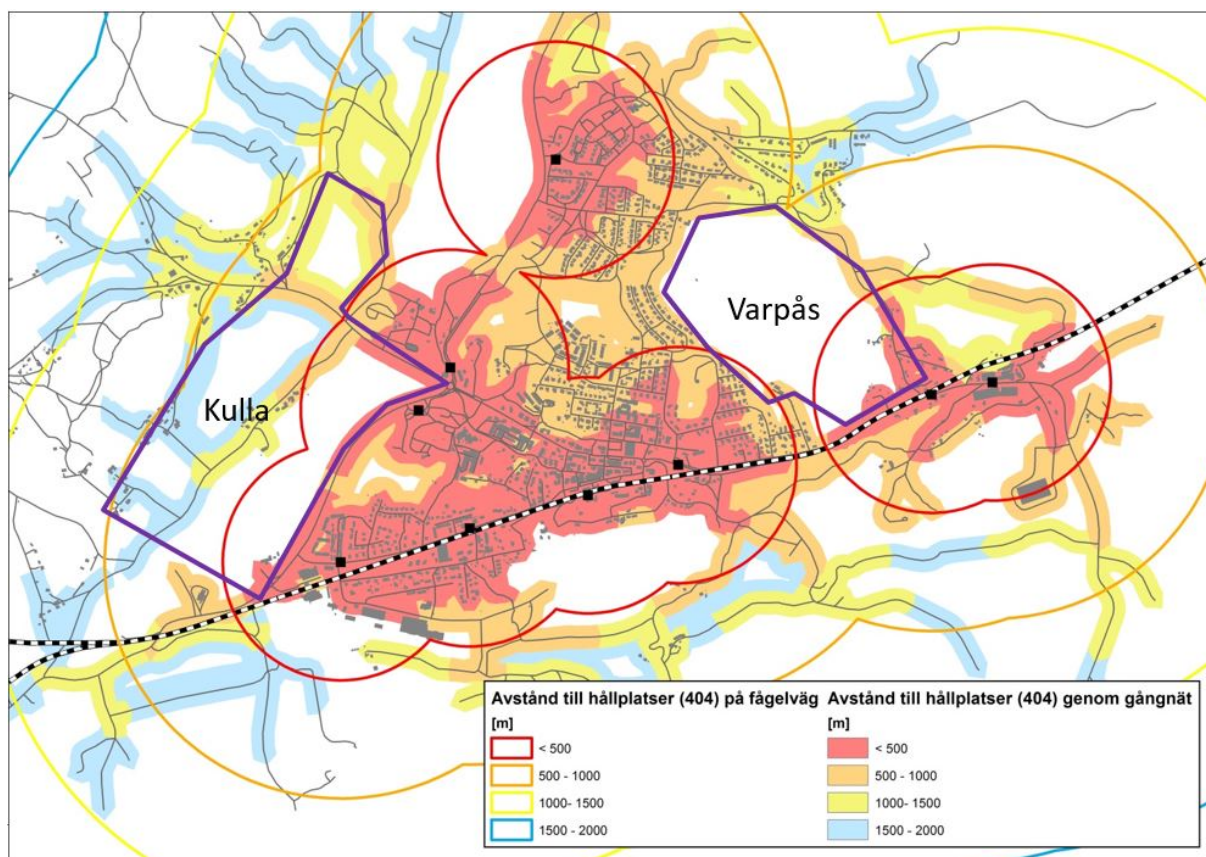 Varpås
Kulla
Avstånd till hållplatser (404) på fågelväg
[m]
< 500
500 - 1000
1000- 1500
1500 - 2000
Avstånd till hållplatser (404) genom gångnät
[m]
< 500
500 - 1000
1000 - 1500
1500 - 2000